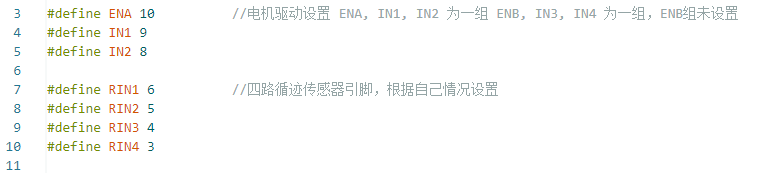 3 #define ENA 10 //电机驱动设置 ENA, IN1, IN2 为一组 ENB, IN3, IN4 为一组，ENB组未设置
4 #define IN1 9
5 #define IN2 8
6
7 #define RIN1 6 //四路循迹传感器引脚，根据自己情况设置
8 #define RIN2 5
9 #define RIN3 4
10 #define RIN4 3
11